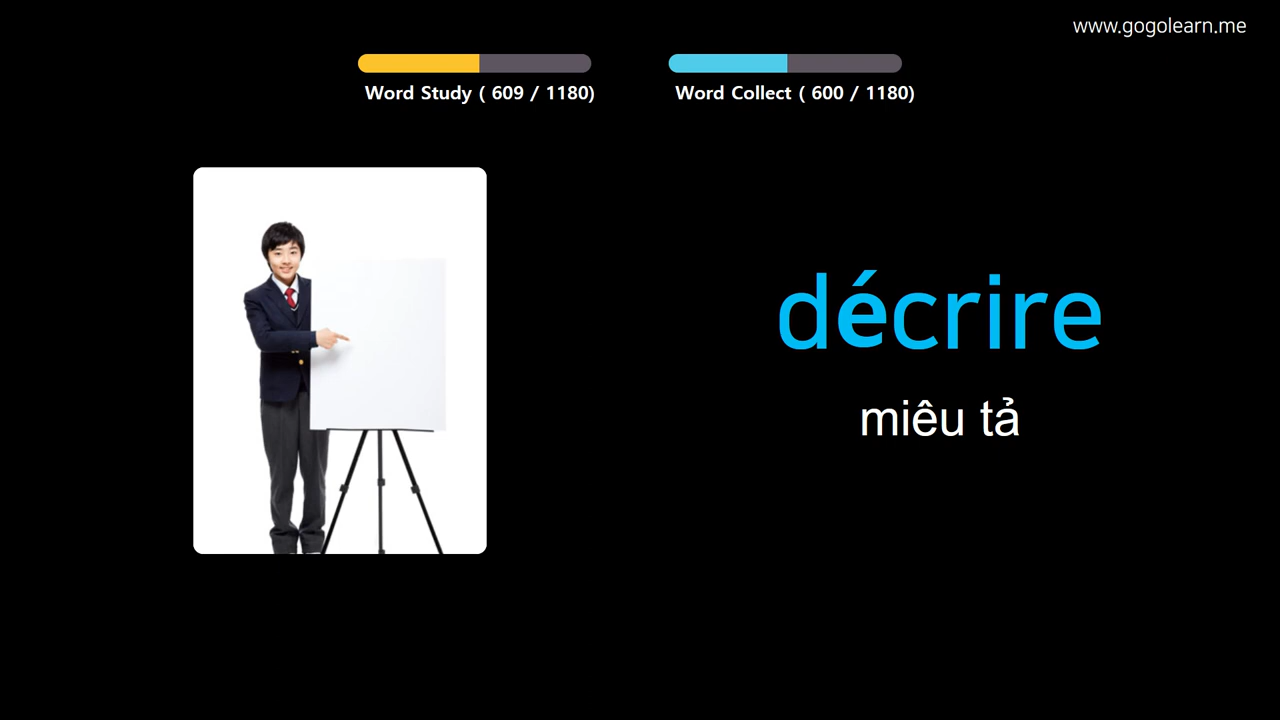 www.gogolearn.me
Word Study ( 609 / 1180)
Word Collect ( 600 / 1180)
décrire
miêu tả